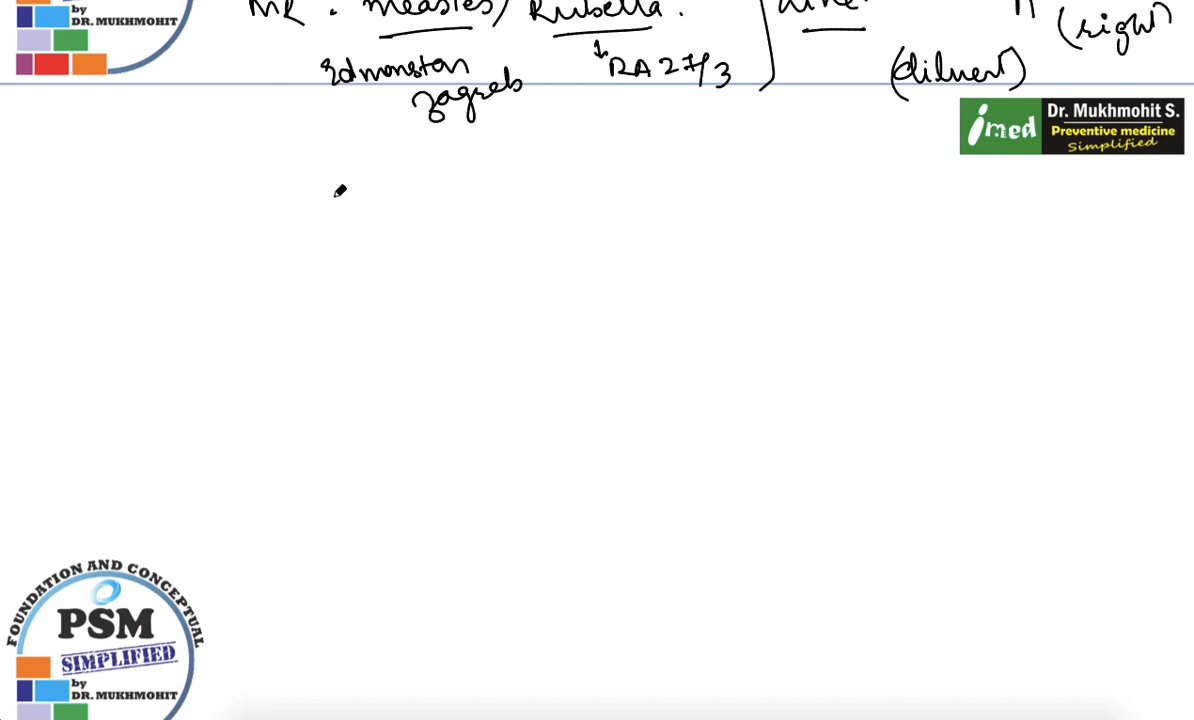 by
DR. MUKHMOHIT
MR : Measles / Rubella.
(right)
Edmonston
Zagreb
↓ RA 27/3
(diluent)
imed
Dr. Mukhmohit S.
Preventive medicine
Simplified
FOUNDATION AND CONCEPTUAL
PSM
SIMPLIFIED
by
DR. MUKHMOHIT